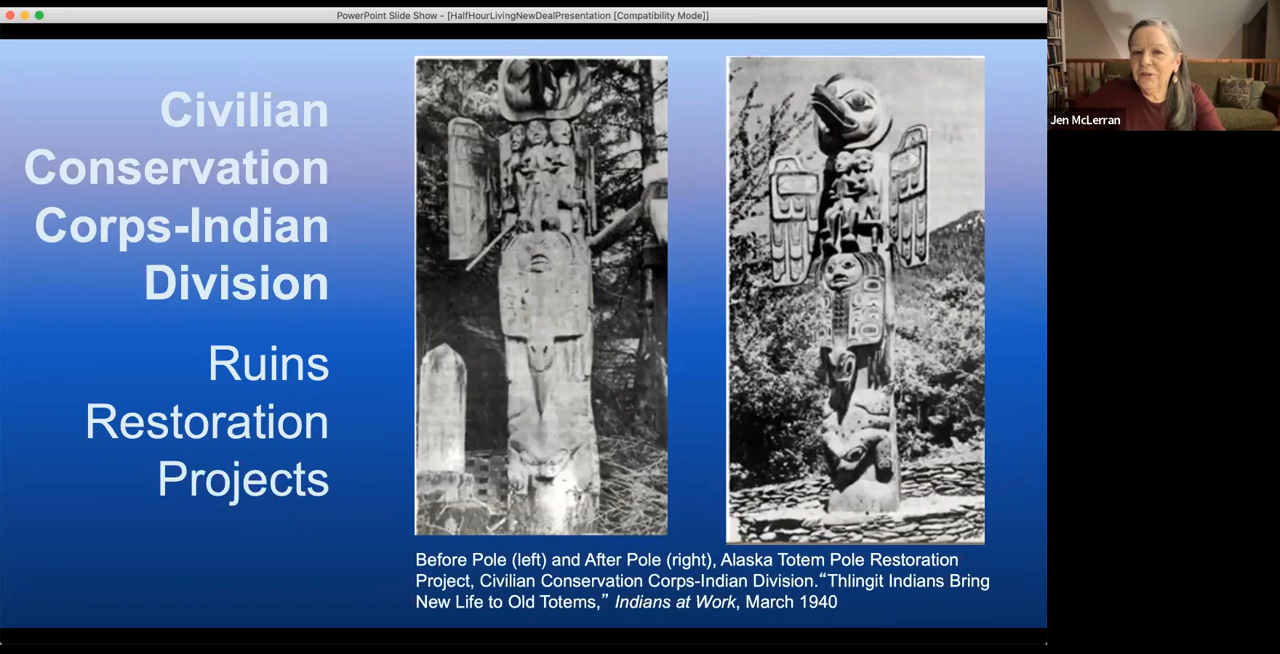 PowerPoint Slide Show - [HalfHourLivingNewDealPresentation [Compatibility Mode]]
Civilian
Conservation
Corps-Indian
Division
Ruins
Restoration
Projects
Before Pole (left) and After Pole (right), Alaska Totem Pole Restoration
Project, Civilian Conservation Corps-Indian Division.“Thlingit Indians Bring
New Life to Old Totems,” Indians at Work, March 1940
Jen McLerran